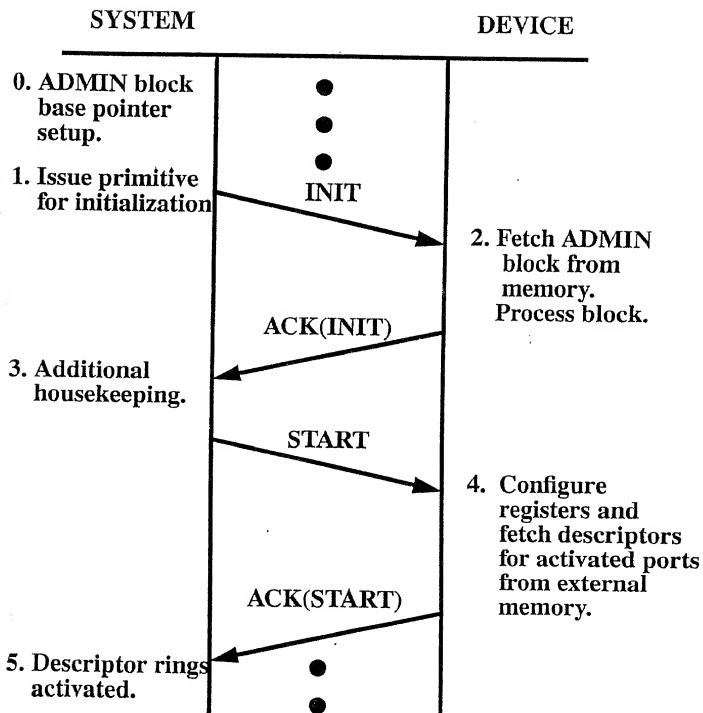 SYSTEM
DEVICE
0. ADMIN block
base pointer
setup.
1. Issue primitive
for initialization
INIT
2. Fetch ADMIN
block from
memory.
Process block.
ACK(INIT)
3. Additional
housekeeping.
START
4. Configure
registers and
fetch descriptors
for activated ports
from external
memory.
ACK(START)
5. Descriptor rings
activated.